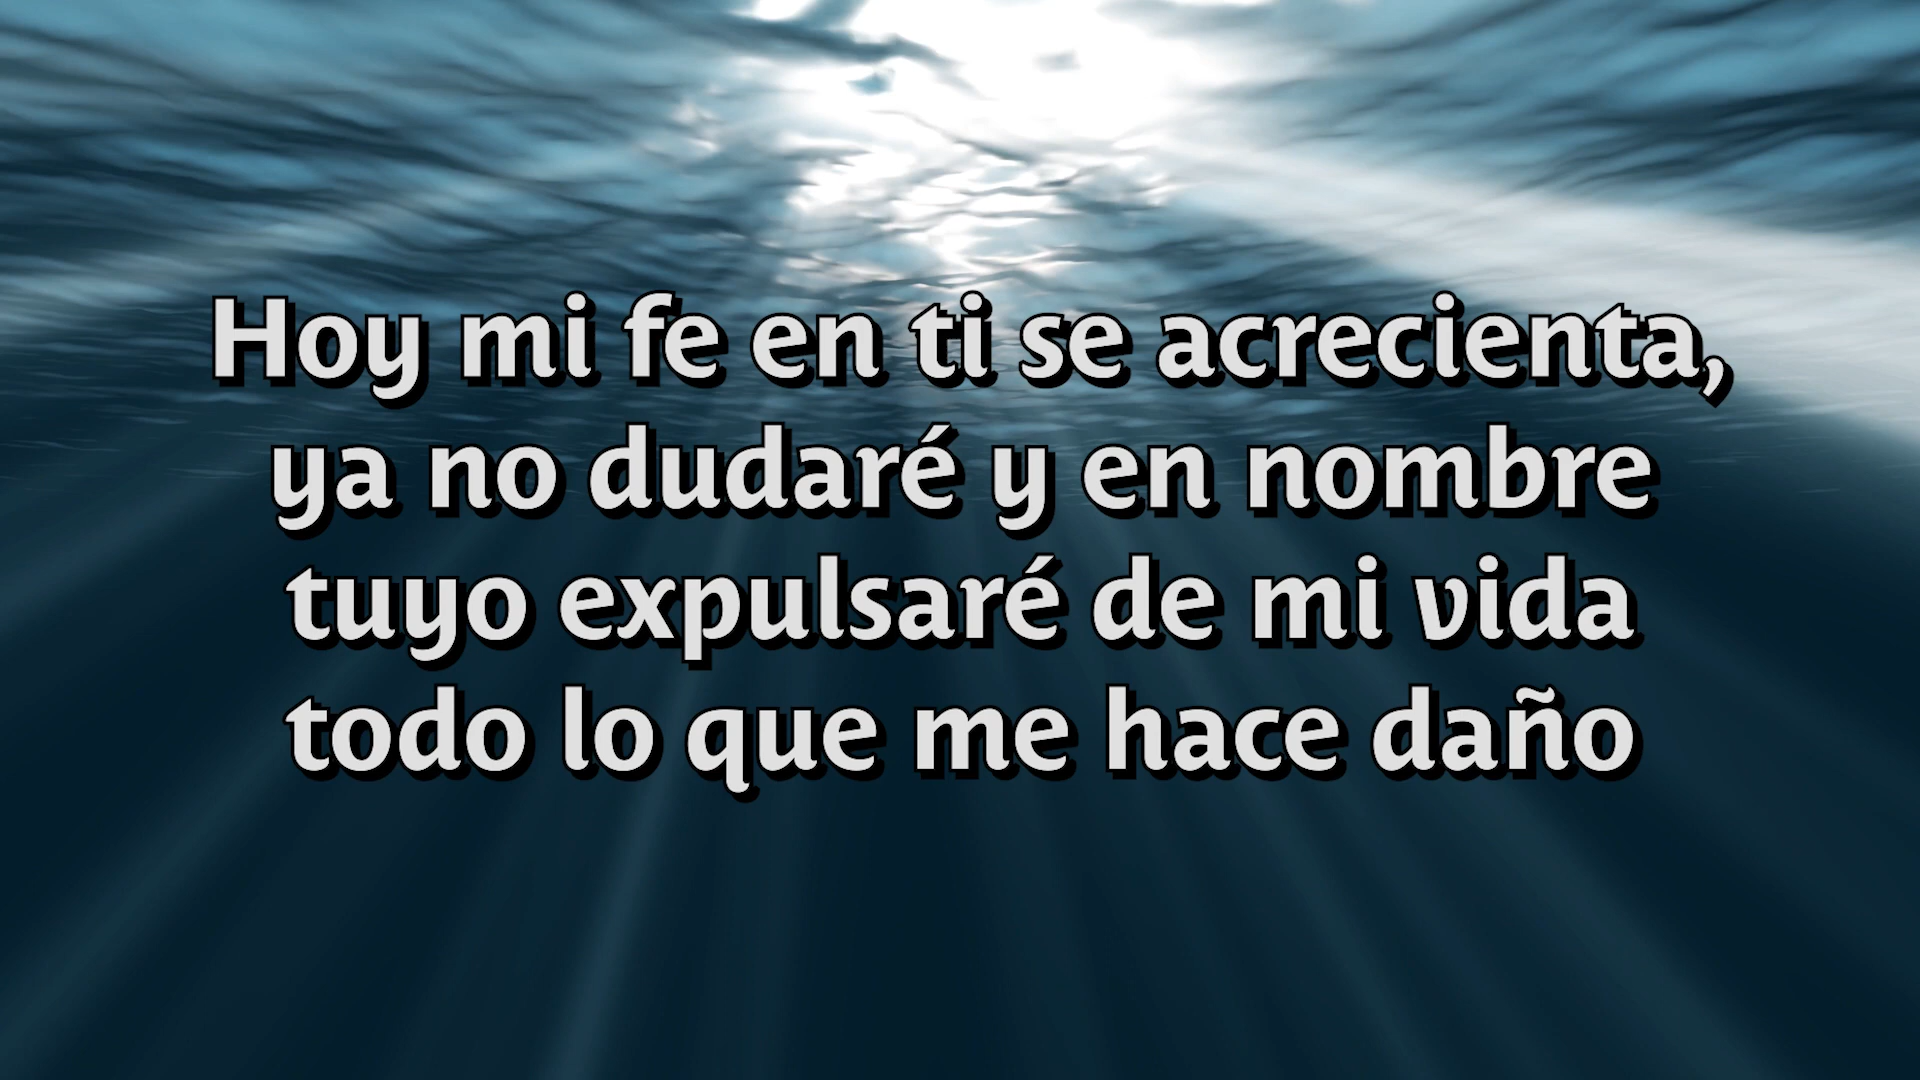 Hoy mi fe en ti se acrecienta,
ya no dudaré y en nombre
tuyo expulsaré de mi vida
todo lo que me hace daño